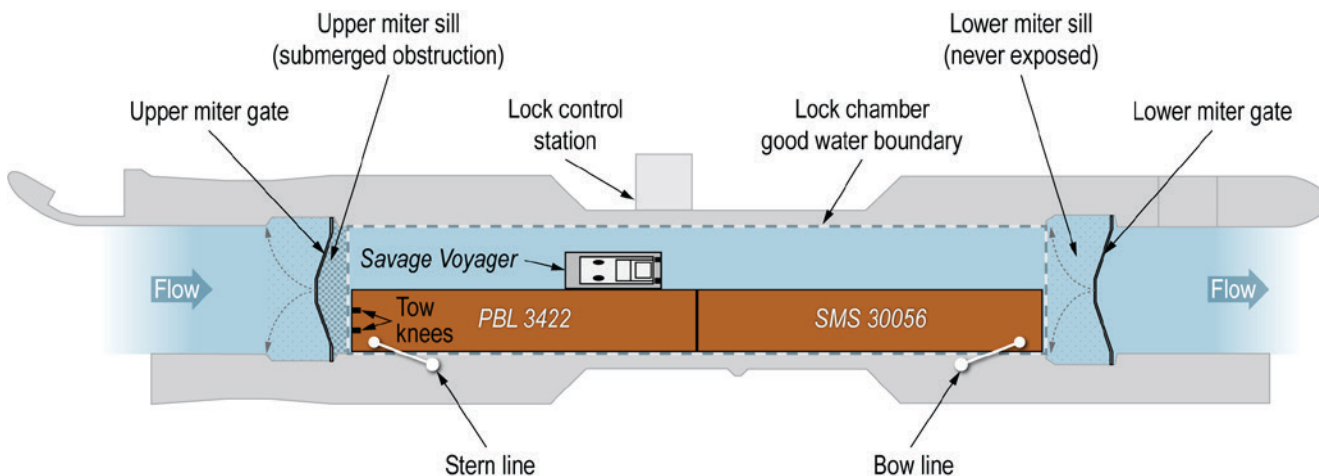 Upper miter sill
(submerged obstruction)
Lower miter sill
(never exposed)
Upper miter gate
Lock control
station
Lock chamber
good water boundary
Lower miter gate
Savage Voyager
Flow
Flow
Tow
knees
PBL 3422
SMS 30056
Stern line
Bow line